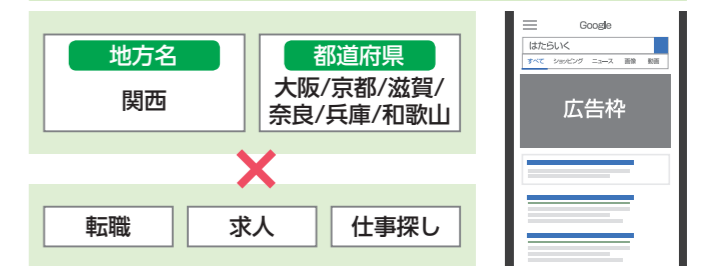 地方名
関西
都道府県
大阪/京都/滋賀/
奈良/兵庫/和歌山
転職
求人
仕事探し
Google
はたらいく
すべて ショッピング ニュース 画像 動画
広告枠